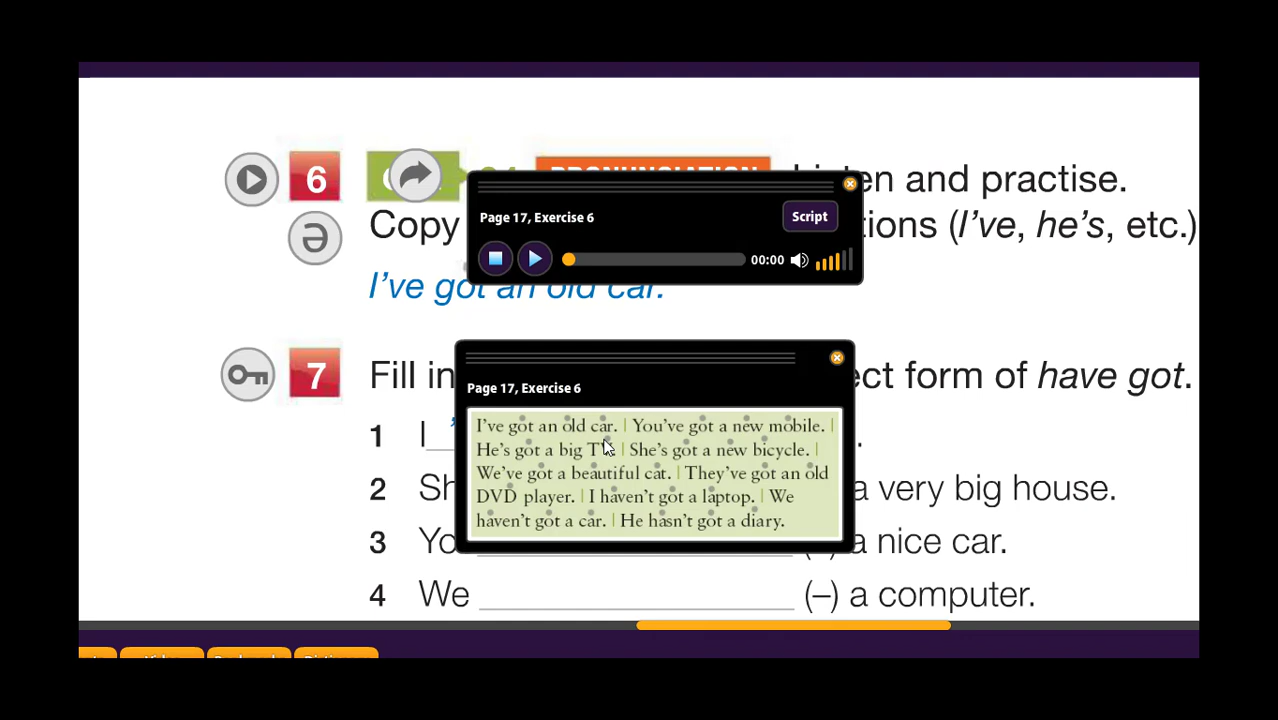 6 PRONUNCIATION Listen and practise.
ə Copy tions (I've, he's, etc.)
I've got an old car.
Page 17, Exercise 6
Script
00:00
7 Fill in ect form of have got.
1 I .
2 Sh a very big house.
3 Yo a nice car.
4 We (–) a computer.
Page 17, Exercise 6
I've got an old car. | You've got a new mobile. |
He's got a big TV. | She's got a new bicycle. |
We've got a beautiful cat. | They've got an old
DVD player. | I haven't got a laptop. | We
haven't got a car. | He hasn't got a diary.